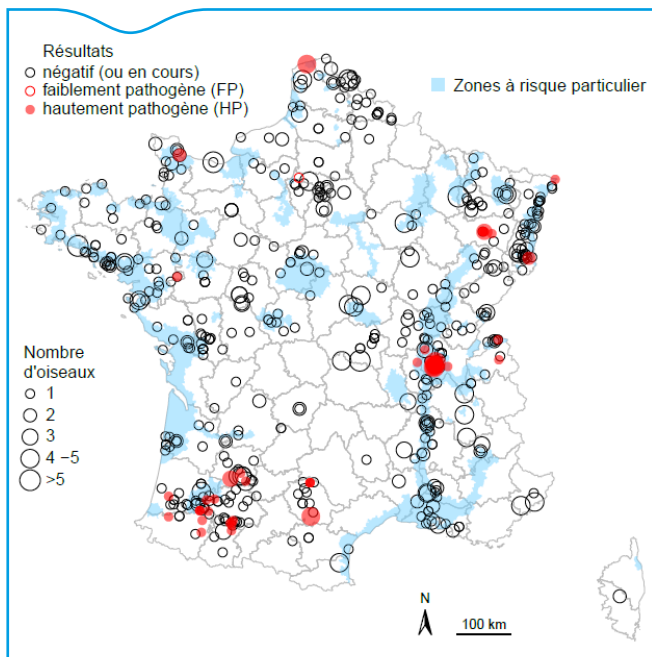 Résultats
négatif (ou en cours)
faiblement pathogène (FP)
hautement pathogène (HP)
Zones à risque particulier
Nombre
d'oiseaux
1
2
3
4 −5
>5
N
100 km